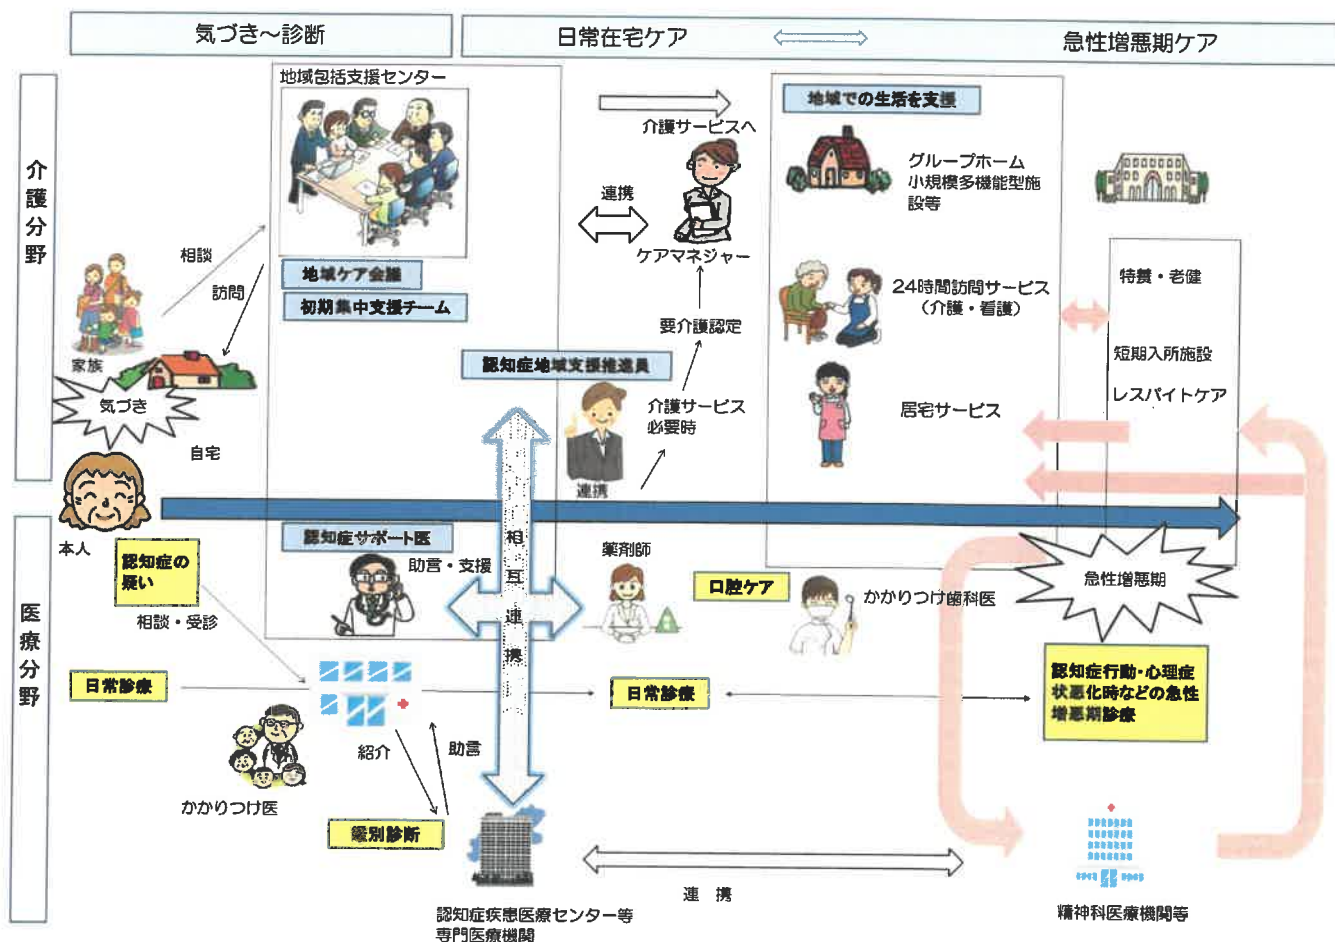 気づき～診断
日常在宅ケア
急性増悪期ケア
介護分野
地域包括支援センター
地域ケア会議
初期集中支援チーム
相談
訪問
家族
気づき
自宅
本人
介護サービスへ
連携
ケアマネジャー
要介護認定
認知症地域支援推進員
介護サービス
必要時
連携
地域での生活を支援
グループホーム
小規模多機能型施
設等
24時間訪問サービス
（介護・看護）
居宅サービス
特養・老健
短期入所施設
レスパイトケア
医療分野
認知症の
疑い
相談・受診
認知症サポート医
助言・支援
相互連携
薬剤師
口腔ケア
かかりつけ歯科医
急性増悪期
日常診療
日常診療
認知症行動・心理症
状悪化時などの急性
増悪期診療
かかりつけ医
紹介
助言
鑑別診断
認知症疾患医療センター等
専門医療機関
連　携
精神科医療機関等